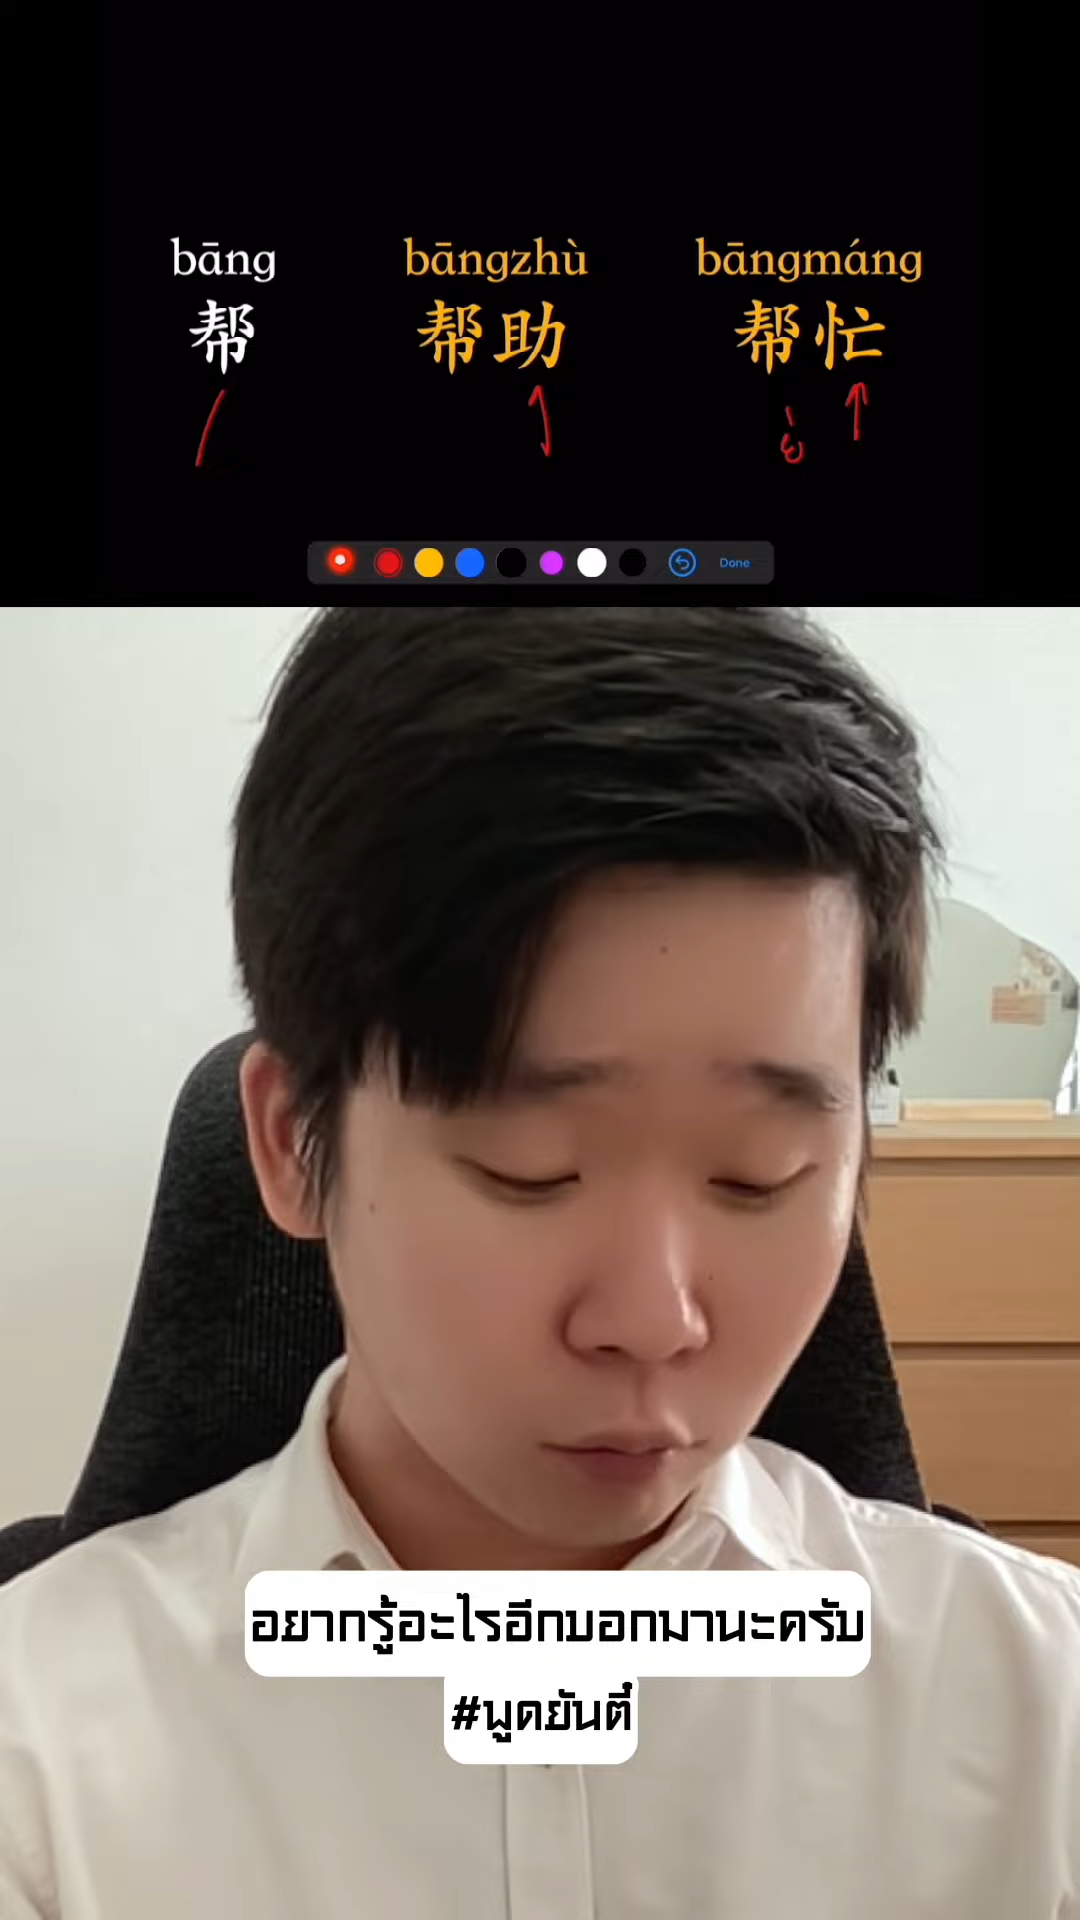 bāng bāngzhù bāngmáng
帮 帮助 帮忙
Done
อยากรู้อะไรอีกบอกมานะครับ
#พูดยันตี๋